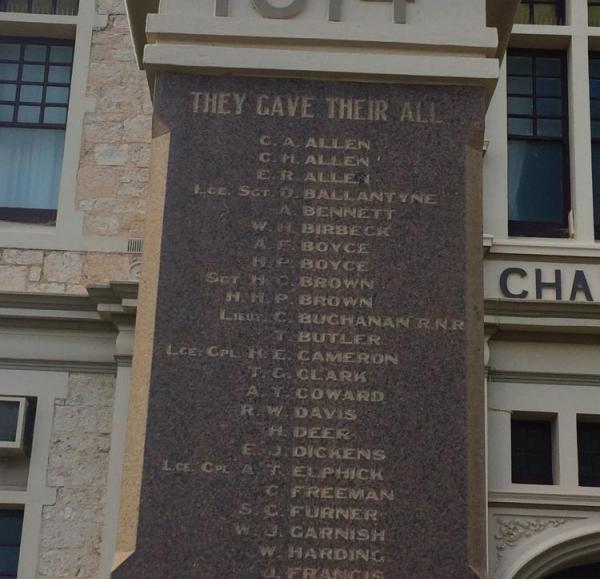 1914
THEY GAVE THEIR ALL
C. A. ALLEN
C. H. ALLEN
E. R. ALLEN
LCE. SGT. D. BALLANTYNE
A. BENNETT
W. H. BIRBECK
A. F. BOYCE
H. P. BOYCE
SGT. H. C. BROWN
H. H. P. BROWN
LIEUT. C. BUCHANAN R.N.R
T. BUTLER
LCE. CPL. H. E. CAMERON
T. G. CLARK
A. T. COWARD
R. W. DAVIS
H. DEER
E. J. DICKENS
LCE. CPL. A. T. ELPHICK
C. FREEMAN
S. G. FURNER
W. J. GARNISH
W. HARDING
J. FRANCIS
CHA